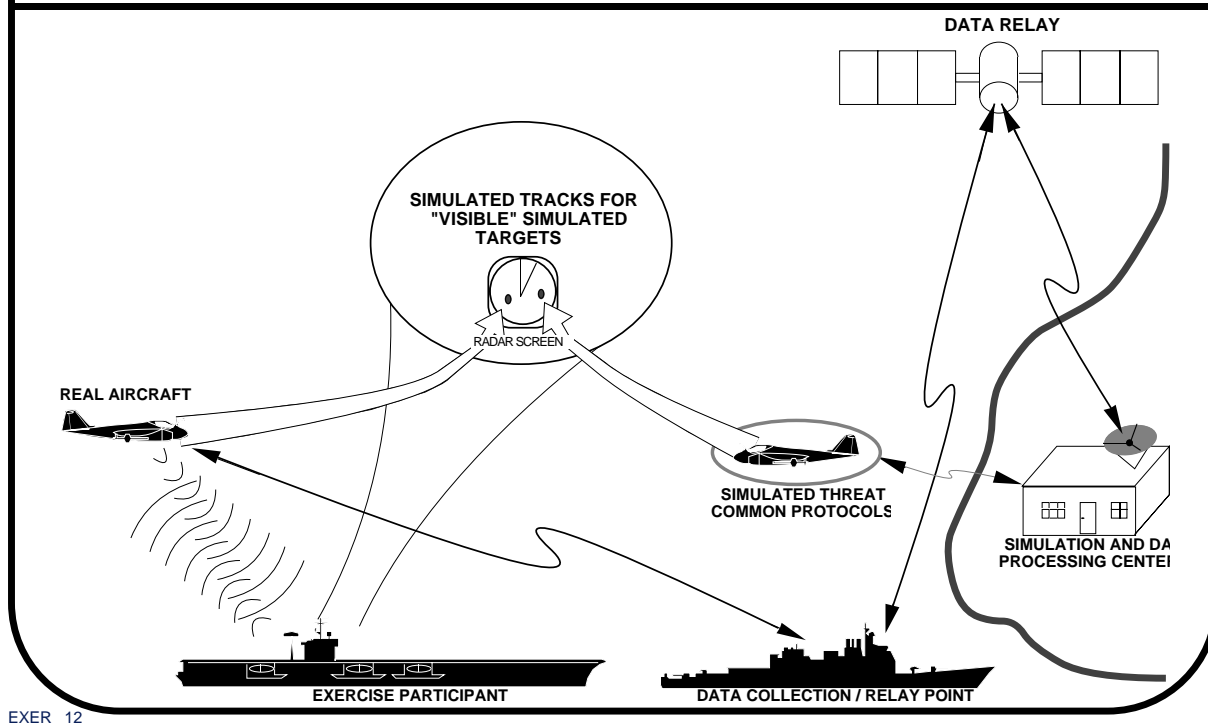 DATA RELAY
SIMULATED TRACKS FOR
"VISIBLE" SIMULATED
TARGETS
RADAR SCREEN
REAL AIRCRAFT
SIMULATED THREAT
COMMON PROTOCOLS
SIMULATION AND DA
PROCESSING CENTE
EXERCISE PARTICIPANT
DATA COLLECTION / RELAY POINT
EXER 12